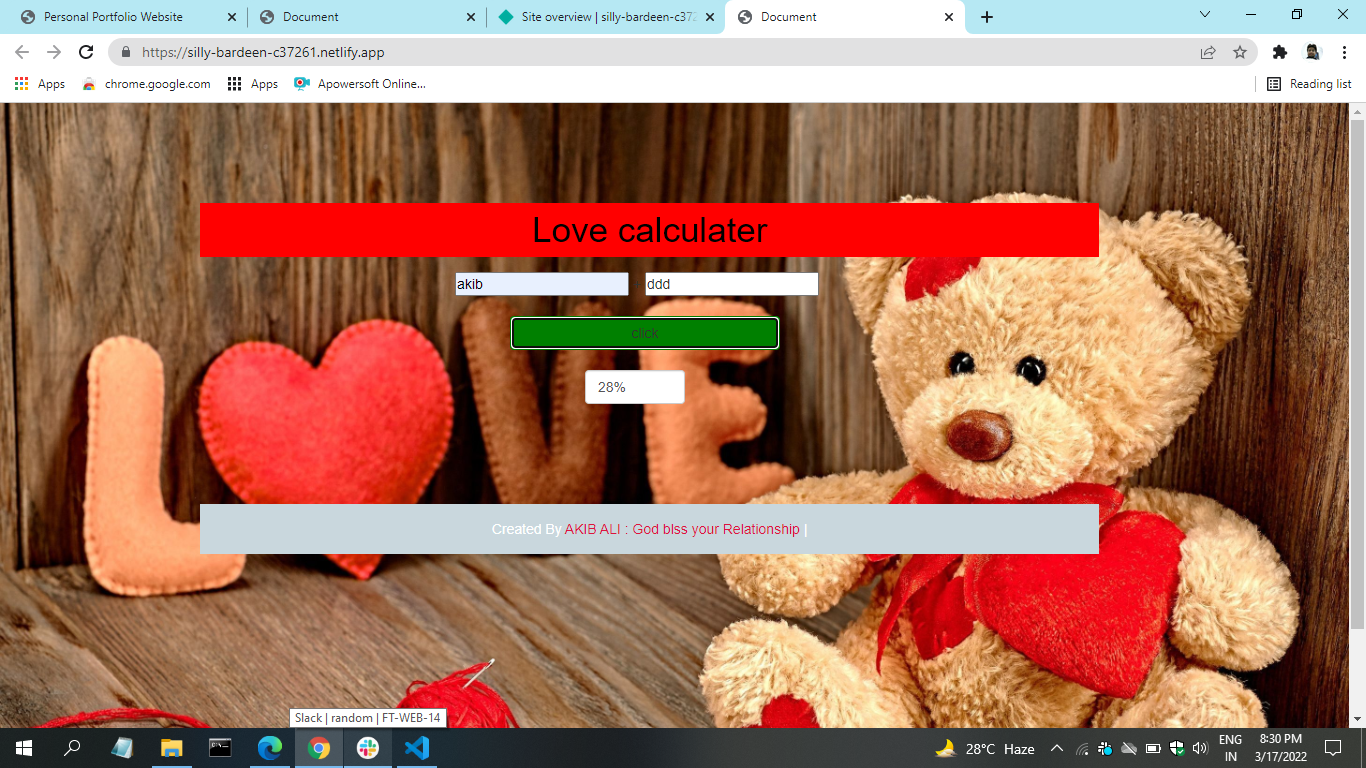 Personal Portfolio Website
Document
Site overview | silly-bardeen-c372
Document
https://silly-bardeen-c37261.netlify.app
Apps
chrome.google.com
Apps
Apowersoft Online...
Reading list
Love calculater
akib
ddd
click
28%
LOVE
Created By AKIB ALI : God blss your Relationship |
Slack | random | FT-WEB-14
28°C Haze
ENG
IN
8:30 PM
3/17/2022